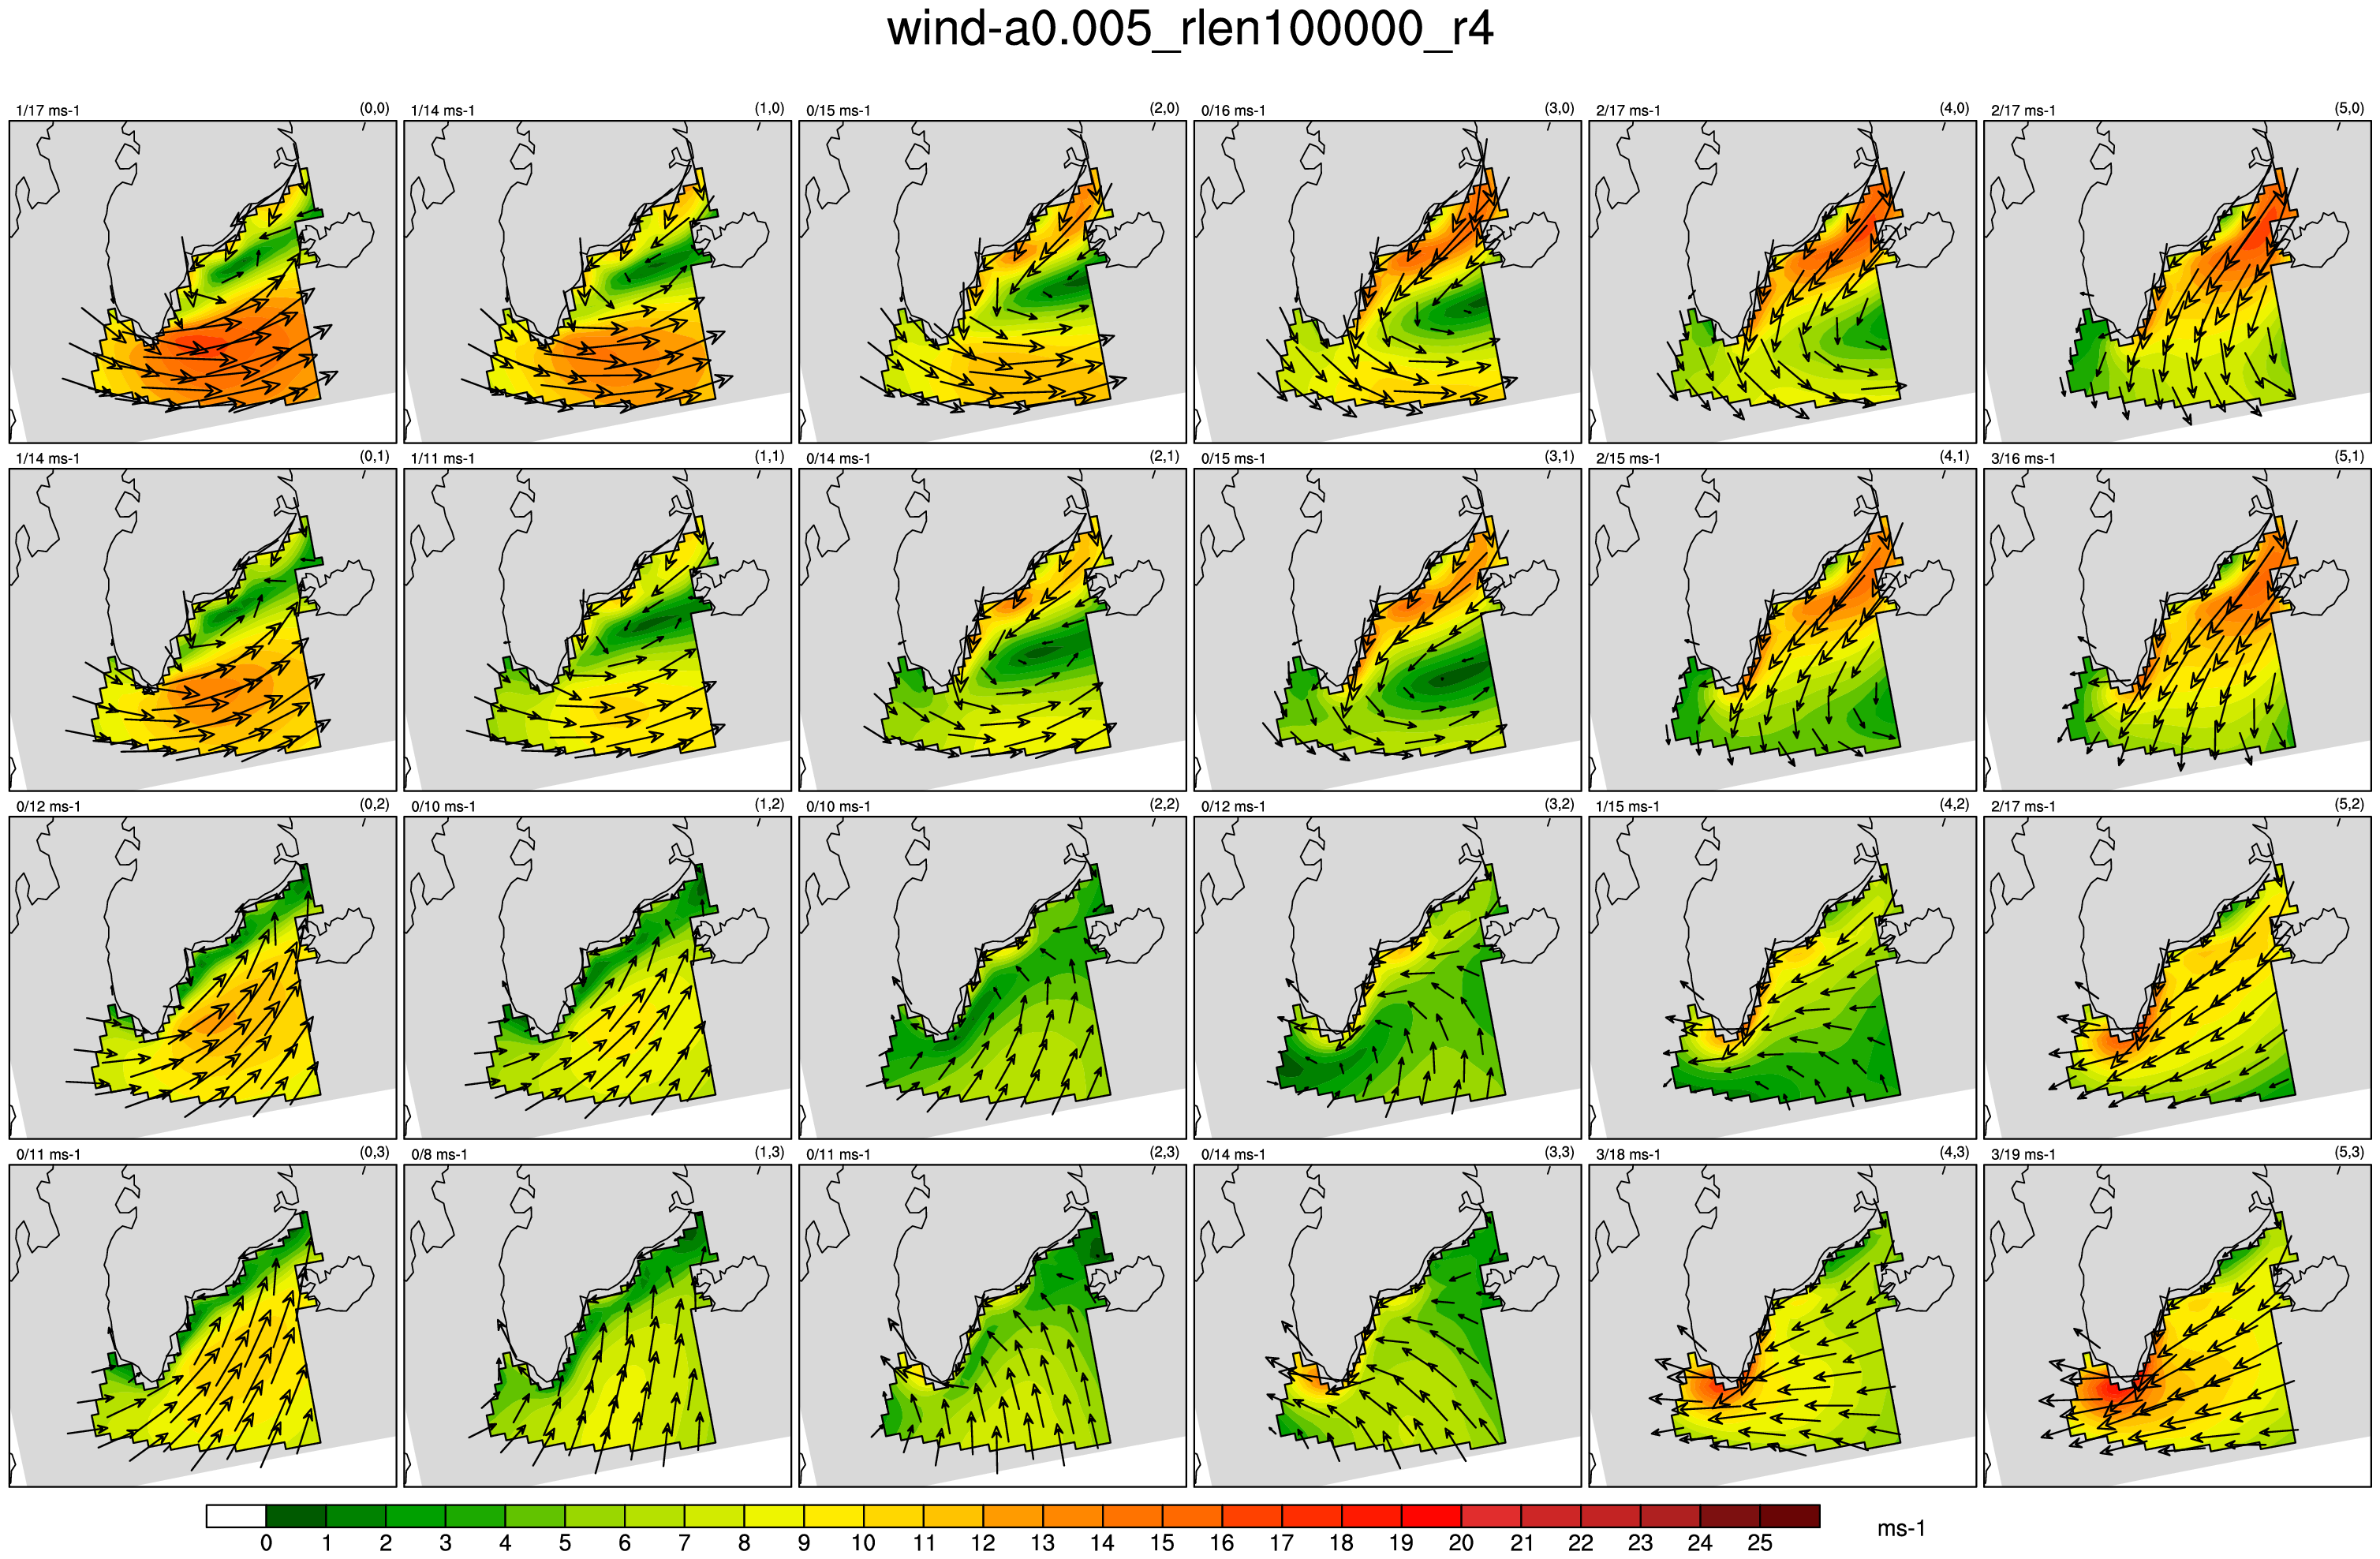 wind-a0.005_rlen100000_r4
1/17 ms-1 (0,0) 1/14 ms-1 (1,0) 0/15 ms-1 (2,0) 0/16 ms-1 (3,0) 2/17 ms-1 (4,0) 2/17 ms-1 (5,0)
1/14 ms-1 (0,1) 1/11 ms-1 (1,1) 0/14 ms-1 (2,1) 0/15 ms-1 (3,1) 2/15 ms-1 (4,1) 3/16 ms-1 (5,1)
0/12 ms-1 (0,2) 0/10 ms-1 (1,2) 0/10 ms-1 (2,2) 0/12 ms-1 (3,2) 1/15 ms-1 (4,2) 2/17 ms-1 (5,2)
0/11 ms-1 (0,3) 0/8 ms-1 (1,3) 0/11 ms-1 (2,3) 0/14 ms-1 (3,3) 3/18 ms-1 (4,3) 3/19 ms-1 (5,3)
0 1 2 3 4 5 6 7 8 9 10 11 12 13 14 15 16 17 18 19 20 21 22 23 24 25 ms-1